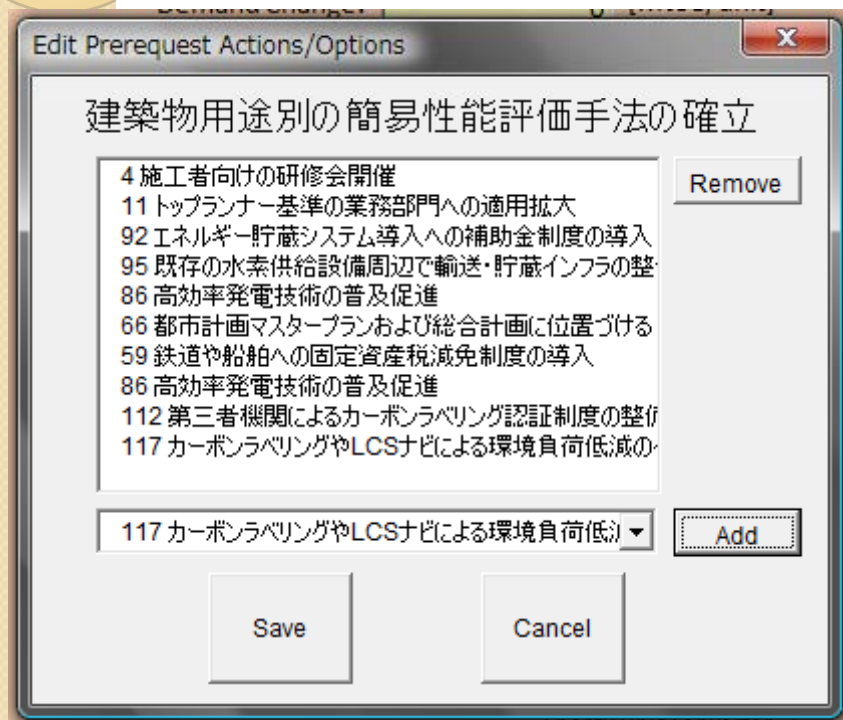 Demand change:
Edit Prerequest Actions/Options
建築物用途別の簡易性能評価手法の確立
4 施工者向けの研修会開催
Remove
11 トップランナー基準の業務部門への適用拡大
92 エネルギー貯蔵システム導入への補助金制度の導入
95 既存の水素供給設備周辺で輸送・貯蔵インフラの整
86 高効率発電技術の普及促進
66 都市計画マスタープランおよび総合計画に位置づける
59 鉄道や船舶への固定資産税減免制度の導入
86 高効率発電技術の普及促進
112 第三者機関によるカーボンラベリング認証制度の整
117 カーボンラベリングやLCSナビによる環境負荷低減の
117 カーボンラベリングやLCSナビによる環境負荷低
Add
Save
Cancel